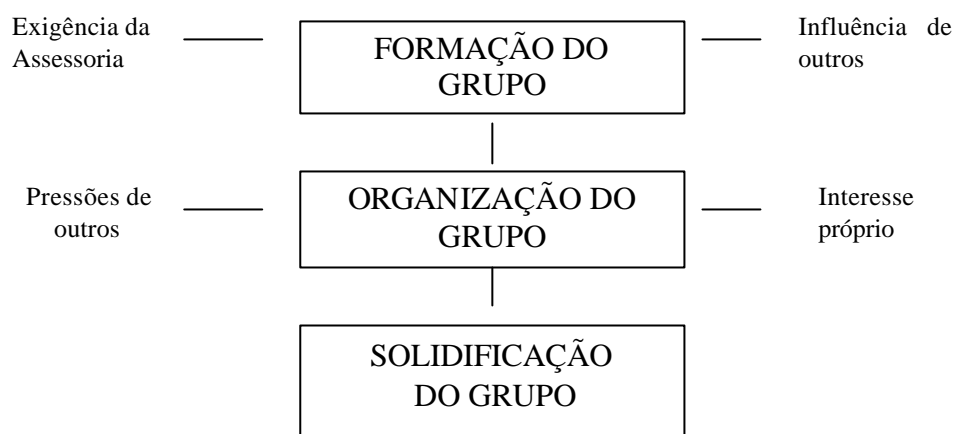 Exigência da
Assessoria
FORMAÇÃO DO
GRUPO
Influência de
outros
Pressões de
outros
ORGANIZAÇÃO DO
GRUPO
Interesse
próprio
SOLIDIFICAÇÃO
DO GRUPO